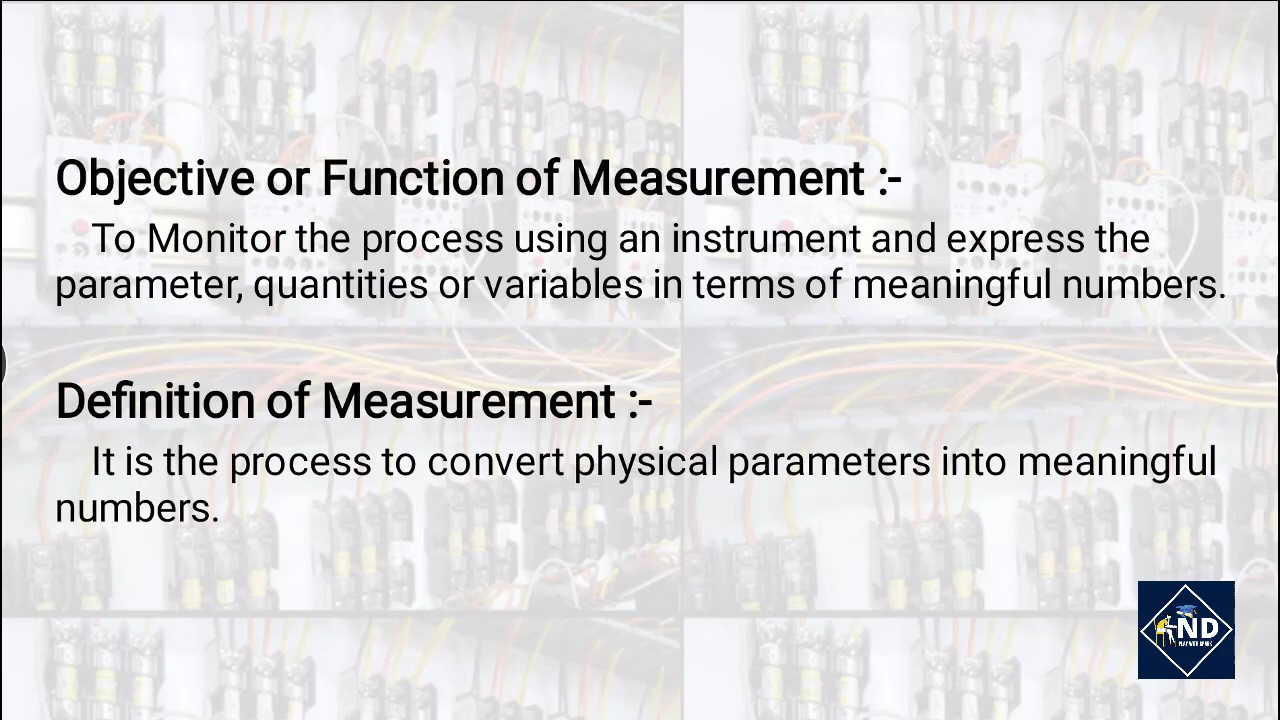 Objective or Function of Measurement :-
To Monitor the process using an instrument and express the
parameter, quantities or variables in terms of meaningful numbers.
Definition of Measurement :-
It is the process to convert physical parameters into meaningful
numbers.
ND